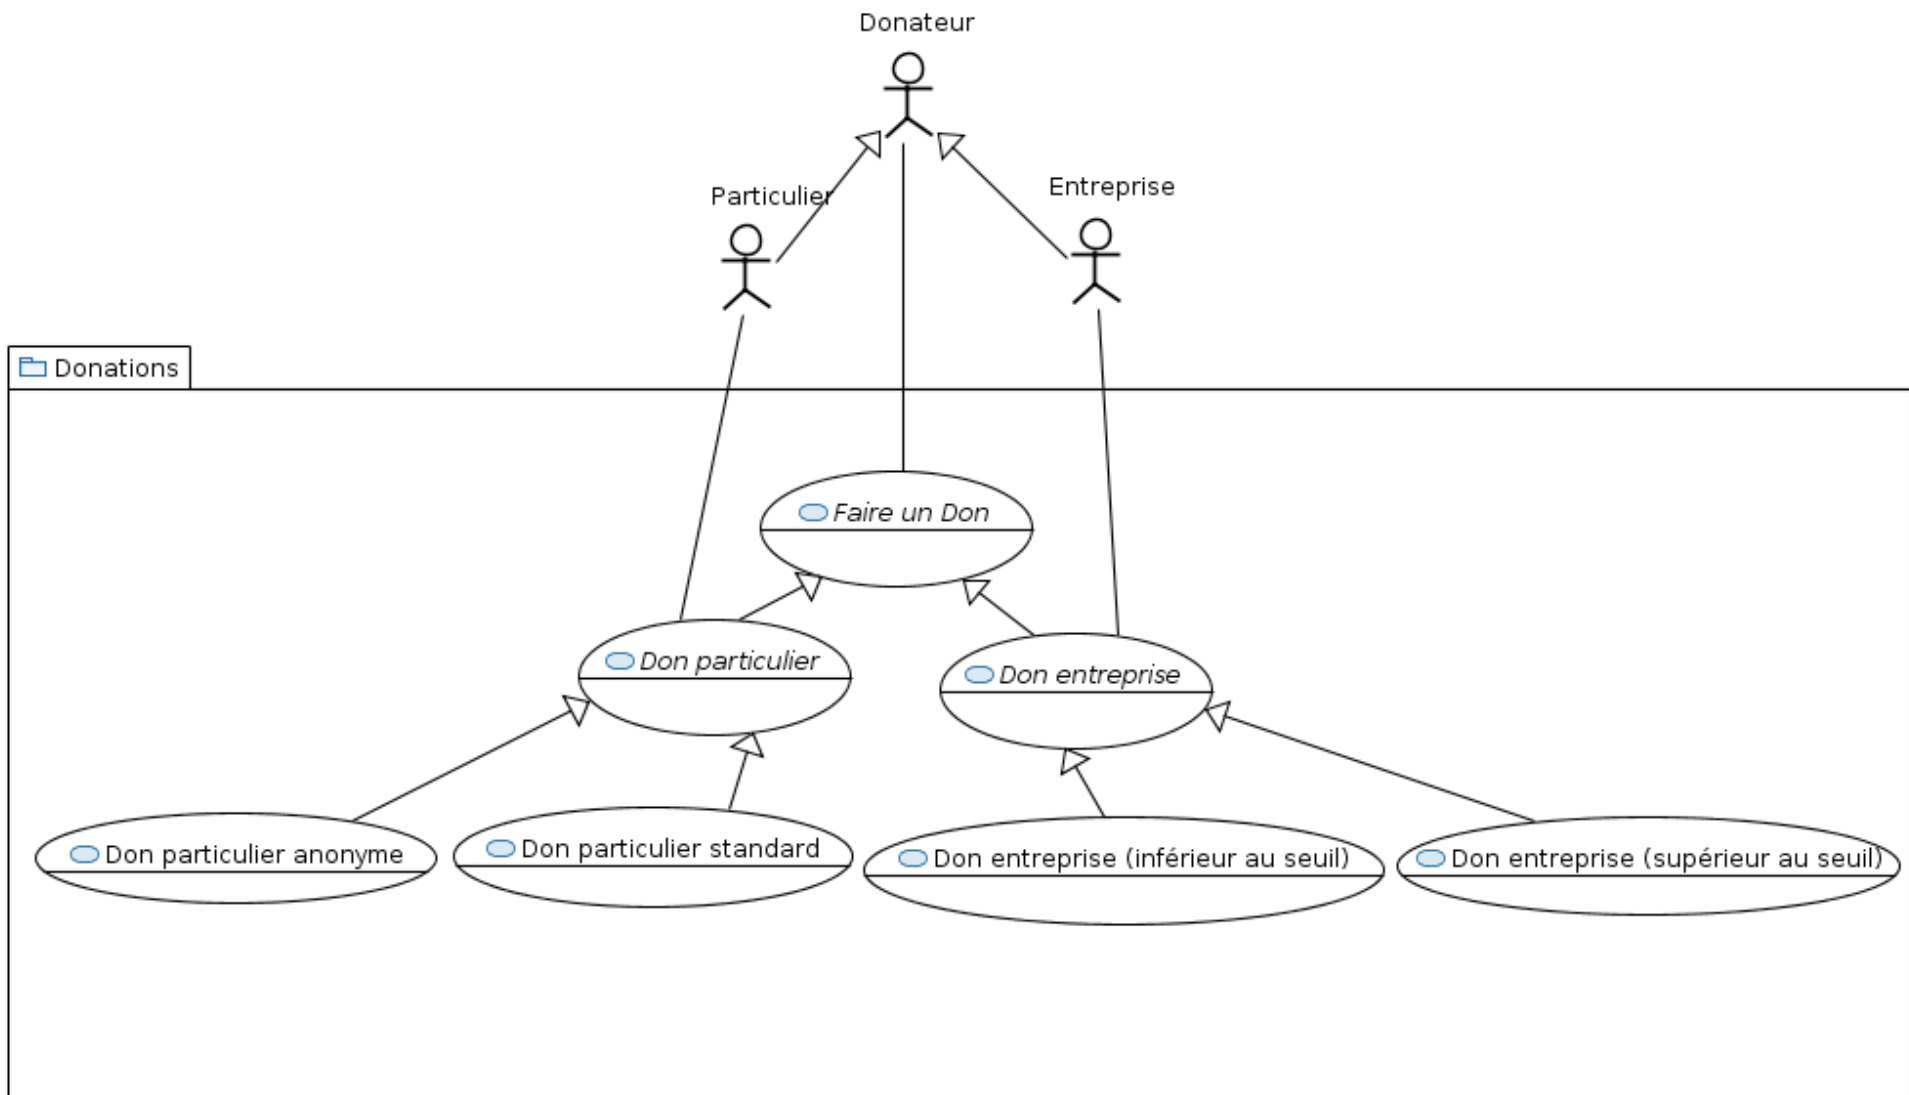 Donateur
Particulier
Entreprise
Donations
Faire un Don
Don particulier
Don entreprise
Don particulier anonyme
Don particulier standard
Don entreprise (inférieur au seuil)
Don entreprise (supérieur au seuil)